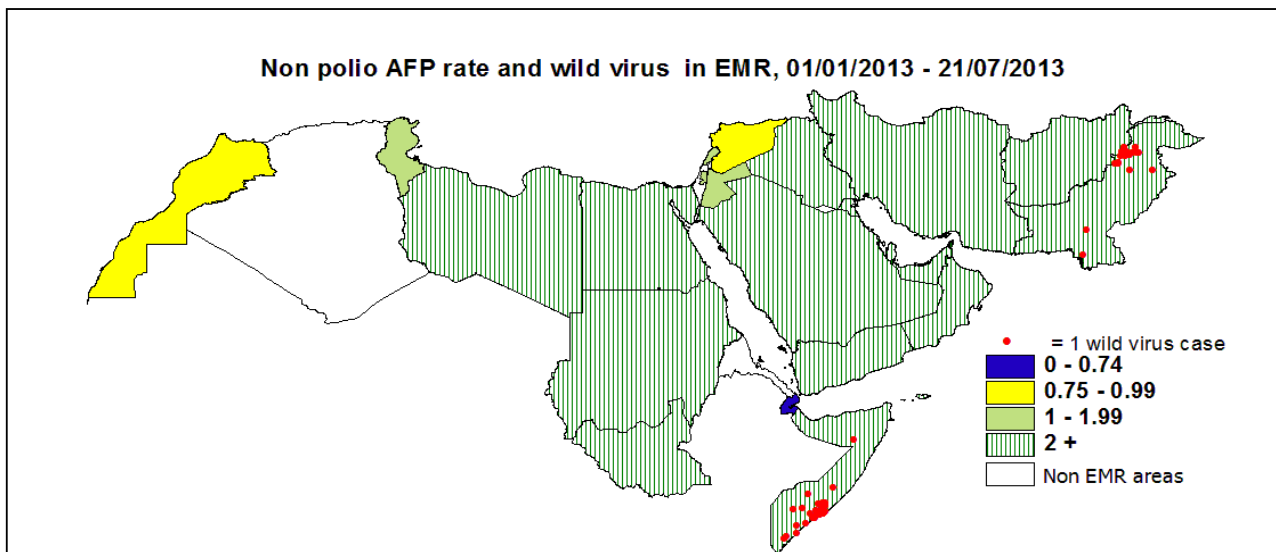 Non polio AFP rate and wild virus in EMR, 01/01/2013 - 21/07/2013
= 1 wild virus case
0 - 0.74
0.75 - 0.99
1 - 1.99
2 +
Non EMR areas